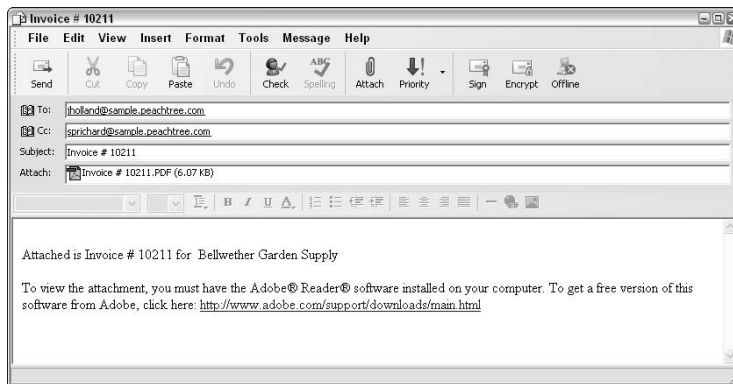 Invoice # 10211
File Edit View Insert Format Tools Message Help
Send Cut Copy Paste Undo Check ABC Spelling Attach Priority Sign Encrypt Offline
To: jholland@sample.peachtree.com
Cc: sprichard@sample.peachtree.com
Subject: Invoice # 10211
Attach: Invoice # 10211.PDF (6.07 KB)
B I U A
Attached is Invoice # 10211 for Bellwether Garden Supply
To view the attachment, you must have the Adobe® Reader® software installed on your computer. To get a free version of this
software from Adobe, click here: http://www.adobe.com/support/downloads/main.html